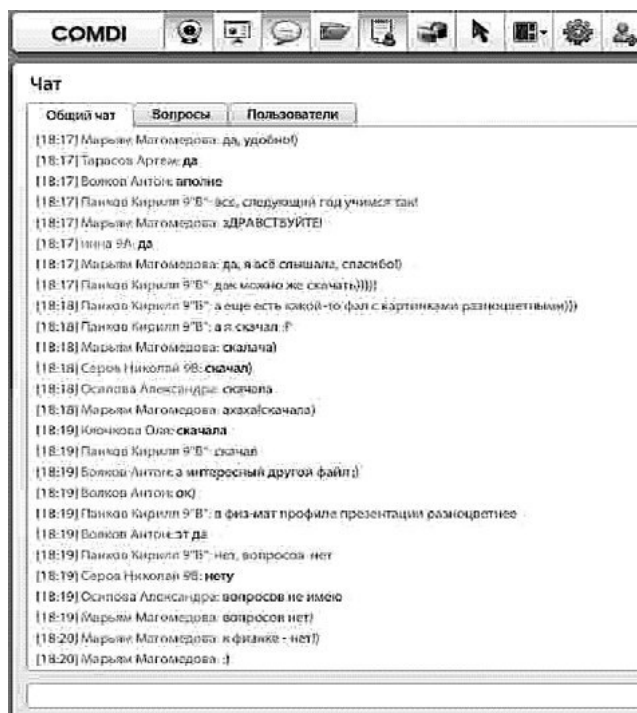 COMDI
Чат
Общий чат Вопросы Пользователи
[18:17] Марьям Магомедова: да, удобно!)
[18:17] Тарасов Артем: да
[18:17] Волков Антон: вполне
[18:17] Панков Кирилл 9"В": все, следующий год учимся так!
[18:17] Марьям Магомедова: зДРАВСТВУЙТЕ!
[18:17] инна 9А: да
[18:17] Марьям Магомедова: да, я всё слышала, спасибо!)
[18:17] Панков Кирилл 9"В": дак можно же скачать)))))
[18:18] Панков Кирилл 9"В": а еще есть какой-то фал с картинками разноцветными)))
[18:18] Панков Кирилл 9"В": а я скачал :Р
[18:18] Марьям Магомедова: скалача)
[18:18] Серов Николай 9В: скачал)
[18:18] Осипова Александра: скачала
[18:18] Марьям Магомедова: ахаха!скачала)
[18:19] Клочкова Оля: скачала
[18:19] Панков Кирилл 9"В": скачав
[18:19] Волков Антон: а интересный другой файл ;)
[18:19] Волков Антон: ок)
[18:19] Панков Кирилл 9"В": в физ-мат профиле презентации разноцветнее
[18:19] Волков Антон: эт да
[18:19] Панков Кирилл 9"В": нет, вопросов нет
[18:19] Серов Николай 9В: нету
[18:19] Осипова Александра: вопросов не имею
[18:19] Марьям Магомедова: вопросов нет)
[18:20] Марьям Магомедова: к физике - нет!)
[18:20] Марьям Магомедова: :)